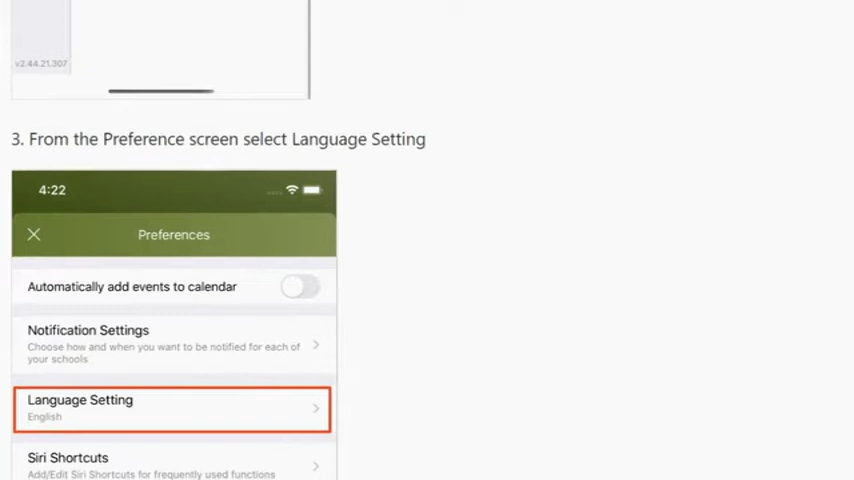 v2.44.21.307
3. From the Preference screen select Language Setting
4:22
Preferences
Automatically add events to calendar
Notification Settings
Choose how and when you want to be notified for each of
your schools
Language Setting
English
Siri Shortcuts
Add/Edit Siri Shortcuts for frequently used functions